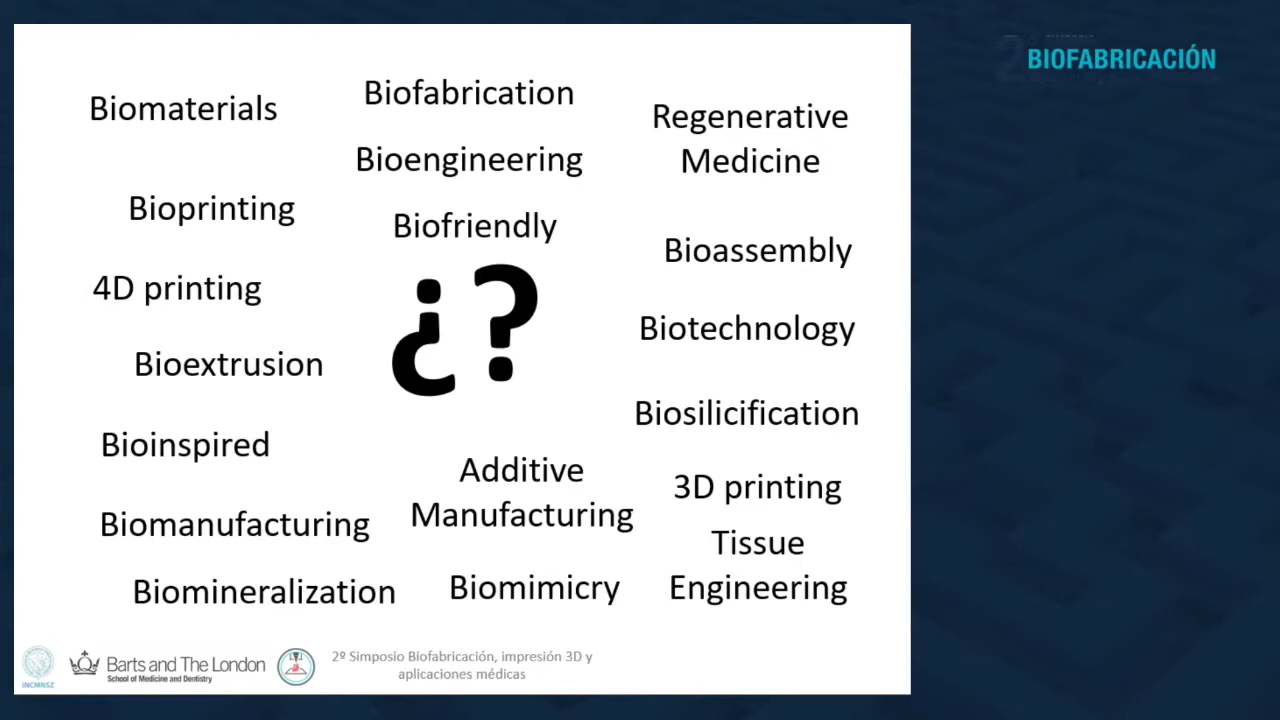 BIOFABRICACIÓN
Biomaterials
Biofabrication
Regenerative
Medicine
Bioengineering
Bioprinting
Biofriendly
Bioassembly
4D printing
¿?
Biotechnology
Bioextrusion
Biosilicification
Bioinspired
Additive
Manufacturing
3D printing
Biomanufacturing
Tissue
Engineering
Biomineralization
Biomimicry
INCMNSZ
Barts and The London
School of Medicine and Dentistry
2º Simposio Biofabricación, impresión 3D y
aplicaciones médicas